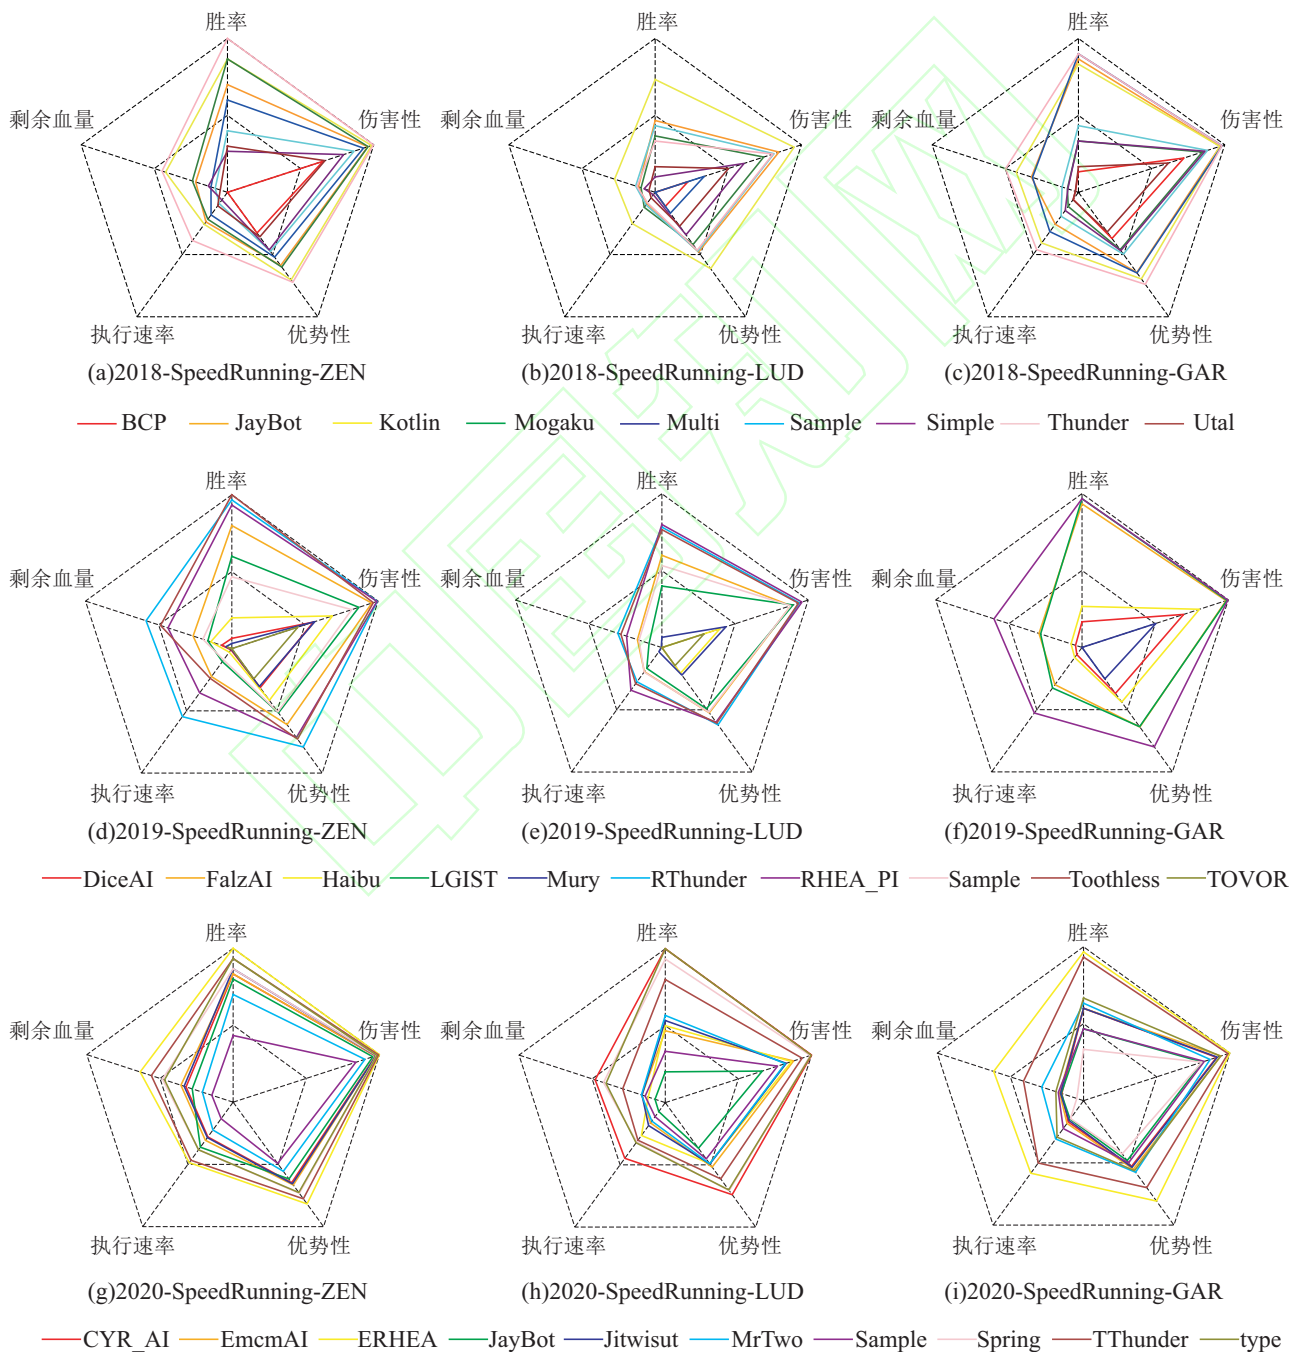 胜率 胜率 胜率
剩余血量 伤害性 剩余血量 伤害性 剩余血量 伤害性
执行速率 优势性 执行速率 优势性 执行速率 优势性
(a)2018-SpeedRunning-ZEN (b)2018-SpeedRunning-LUD (c)2018-SpeedRunning-GAR
BCP JayBot Kotlin Mogaku Multi Sample Simple Thunder Utal
胜率 胜率 胜率
剩余血量 伤害性 剩余血量 伤害性 剩余血量 伤害性
执行速率 优势性 执行速率 优势性 执行速率 优势性
(d)2019-SpeedRunning-ZEN (e)2019-SpeedRunning-LUD (f)2019-SpeedRunning-GAR
DiceAI FalzAI Haibu LGIST Mury RThunder RHEA_PI Sample Toothless TOVOR
胜率 胜率 胜率
剩余血量 伤害性 剩余血量 伤害性 剩余血量 伤害性
执行速率 优势性 执行速率 优势性 执行速率 优势性
(g)2020-SpeedRunning-ZEN (h)2020-SpeedRunning-LUD (i)2020-SpeedRunning-GAR
CYR_AI EmcmAI ERHEA JayBot Jitwisut MrTwo Sample Spring TThunder type